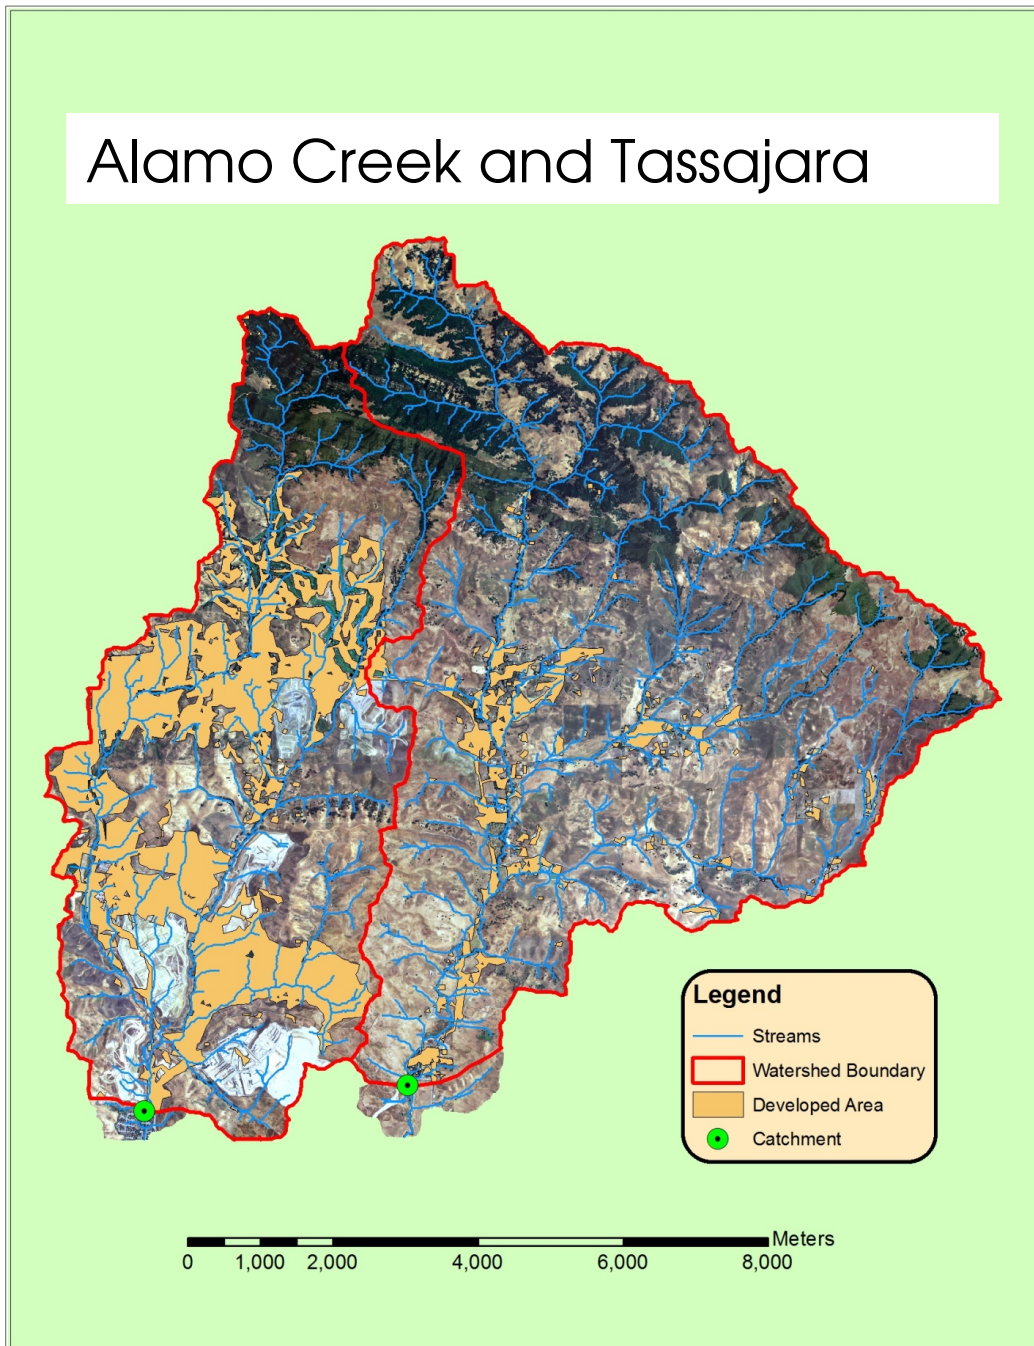 Alamo Creek and Tassajara
Legend
Streams
Watershed Boundary
Developed Area
Catchment
Meters
0 1,000 2,000 4,000 6,000 8,000